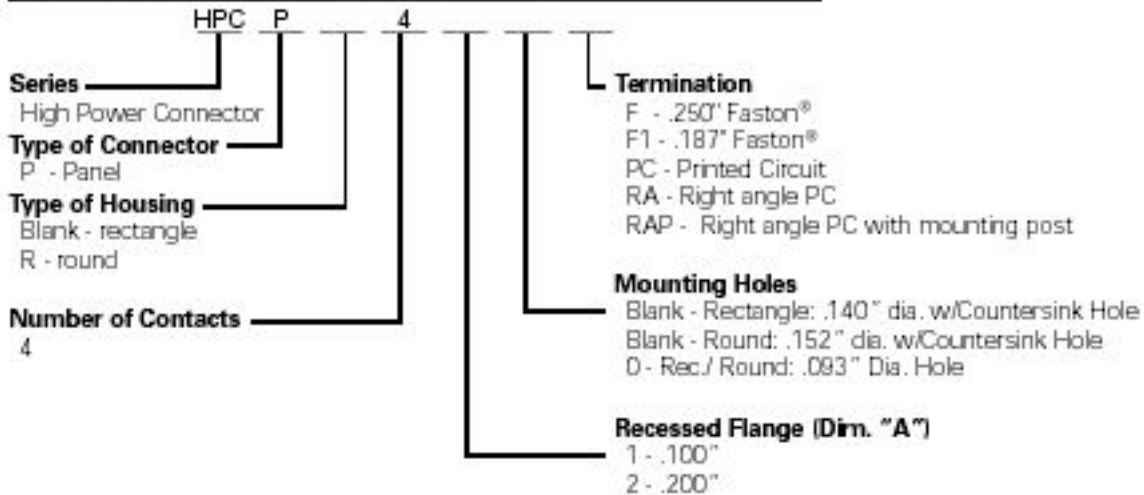 HPC P 4
Series
High Power Connector
Type of Connector
P - Panel
Type of Housing
Blank - rectangle
R - round
Number of Contacts
4
Termination
F - .250" Faston®
F1 - .187" Faston®
PC - Printed Circuit
RA - Right angle PC
RAP - Right angle PC with mounting post
Mounting Holes
Blank - Rectangle: .140" dia. w/Countersink Hole
Blank - Round: .152" dia. w/Countersink Hole
0 - Rec./ Round: .093" Dia. Hole
Recessed Flange (Dim. "A")
1 - .100"
2 - .200"